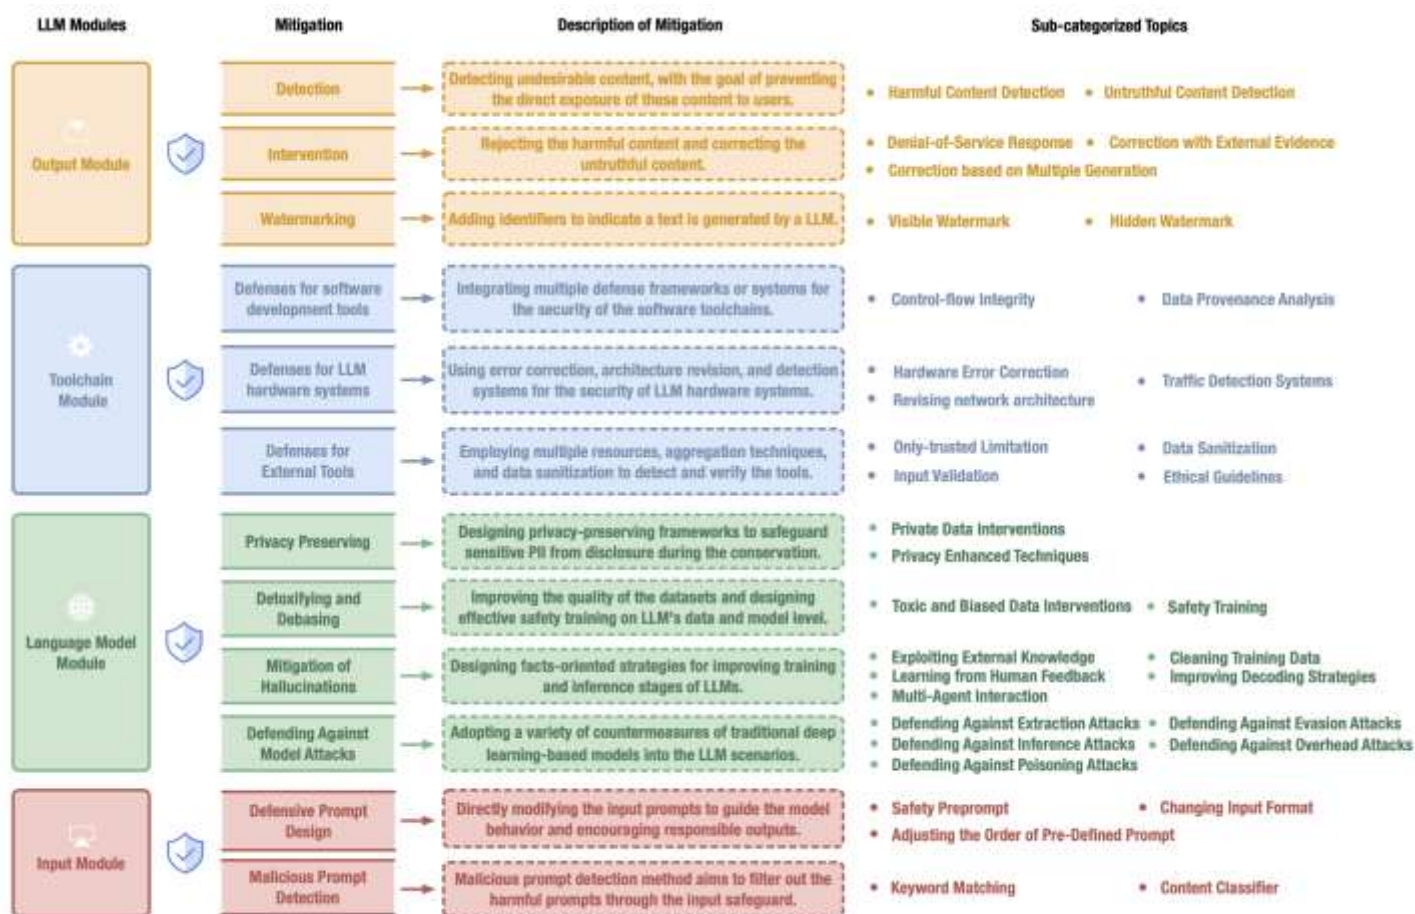 LLM Modules
Mitigation
Description of Mitigation
Sub-categorized Topics
Output Module
Detection
Detecting undesirable content, with the goal of preventing
the direct exposure of these content to users.
Harmful Content Detection
Untruthful Content Detection
Intervention
Rejecting the harmful content and correcting the
untruthful content.
Denial-of-Service Response
Correction with External Evidence
Correction based on Multiple Generation
Watermarking
Adding identifiers to indicate a text is generated by a LLM.
Visible Watermark
Hidden Watermark
Toolchain
Module
Defenses for software
development tools
Integrating multiple defense frameworks or systems for
the security of the software toolchains.
Control-flow Integrity
Data Provenance Analysis
Defenses for LLM
hardware systems
Using error correction, architecture revision, and detection
systems for the security of LLM hardware systems.
Hardware Error Correction
Revising network architecture
Traffic Detection Systems
Defenses for
External Tools
Employing multiple resources, aggregation techniques,
and data sanitization to detect and verify the tools.
Only-trusted Limitation
Data Sanitization
Input Validation
Ethical Guidelines
Language Model
Module
Privacy Preserving
Designing privacy-preserving frameworks to safeguard
sensitive PII from disclosure during the conservation.
Private Data Interventions
Privacy Enhanced Techniques
Detoxifying and
Debasing
Improving the quality of the datasets and designing
effective safety training on LLM's data and model level.
Toxic and Biased Data Interventions
Safety Training
Mitigation of
Hallucinations
Designing facts-oriented strategies for improving training
and inference stages of LLMs.
Exploiting External Knowledge
Cleaning Training Data
Learning from Human Feedback
Improving Decoding Strategies
Multi-Agent Interaction
Defending Against
Model Attacks
Adopting a variety of countermeasures of traditional deep
learning-based models into the LLM scenarios.
Defending Against Extraction Attacks
Defending Against Evasion Attacks
Defending Against Inference Attacks
Defending Against Overhead Attacks
Defending Against Poisoning Attacks
Input Module
Defensive Prompt
Design
Directly modifying the input prompts to guide the model
behavior and encouraging responsible outputs.
Safety Preprompt
Changing Input Format
Adjusting the Order of Pre-Defined Prompt
Malicious Prompt
Detection
Malicious prompt detection method aims to filter out the
harmful prompts through the input safeguard.
Keyword Matching
Content Classifier